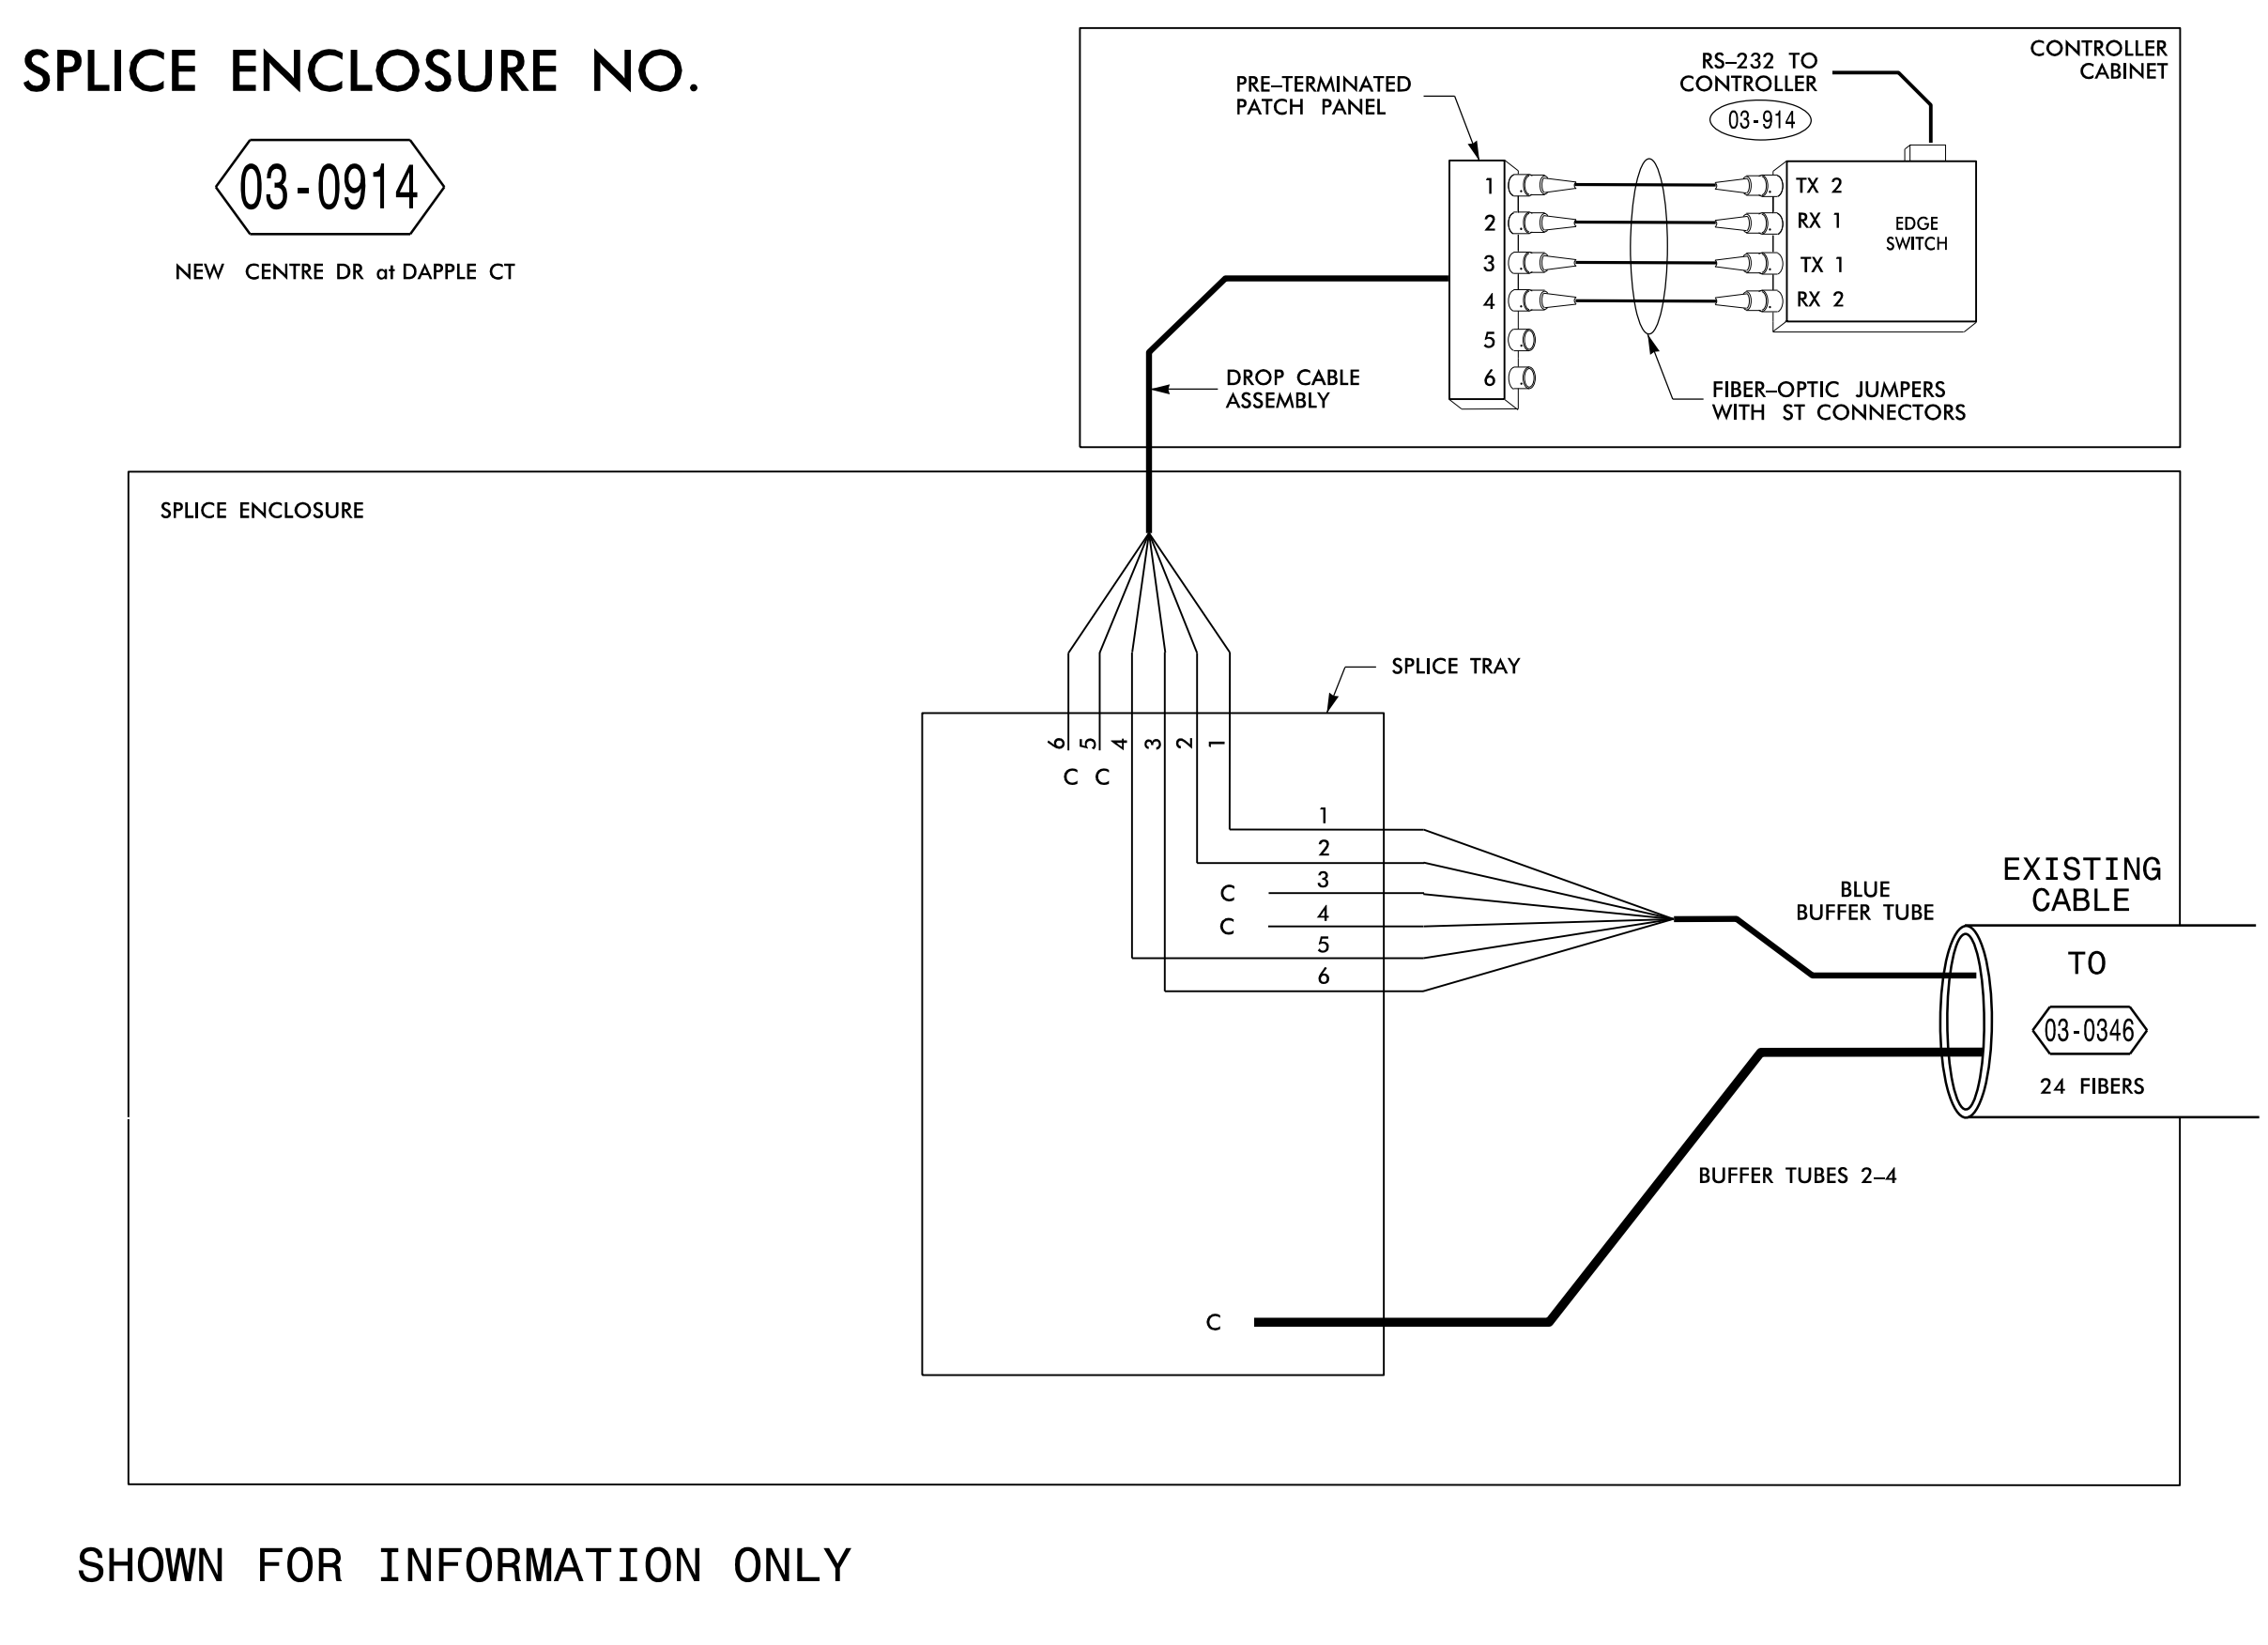 SPLICE ENCLOSURE NO.
03-0914
NEW CENTRE DR at DAPPLE CT
CONTROLLER
CABINET
RS-232 TO
CONTROLLER
03-914
PRE-TERMINATED
PATCH PANEL
1
2
3
4
5
6
TX 2
RX 1
TX 1
RX 2
EDGE
SWITCH
DROP CABLE
ASSEMBLY
FIBER-OPTIC JUMPERS
WITH ST CONNECTORS
SPLICE ENCLOSURE
SPLICE TRAY
6 5 4 3 2 1
C C
1
2
C 3
C 4
5
6
BLUE
BUFFER TUBE
EXISTING
CABLE
TO
03-0346
24 FIBERS
BUFFER TUBES 2-4
C
SHOWN FOR INFORMATION ONLY